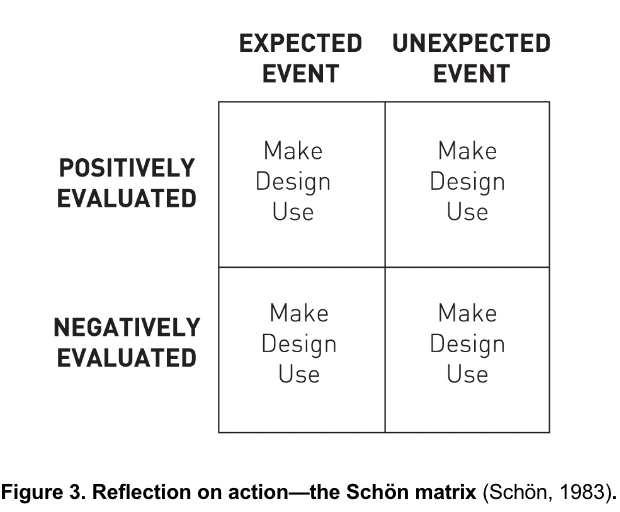 EXPECTED EVENT
UNEXPECTED EVENT
POSITIVELY EVALUATED
Make
Design
Use
Make
Design
Use
NEGATIVELY EVALUATED
Make
Design
Use
Make
Design
Use
Figure 3. Reflection on action—the Schön matrix (Schön, 1983).